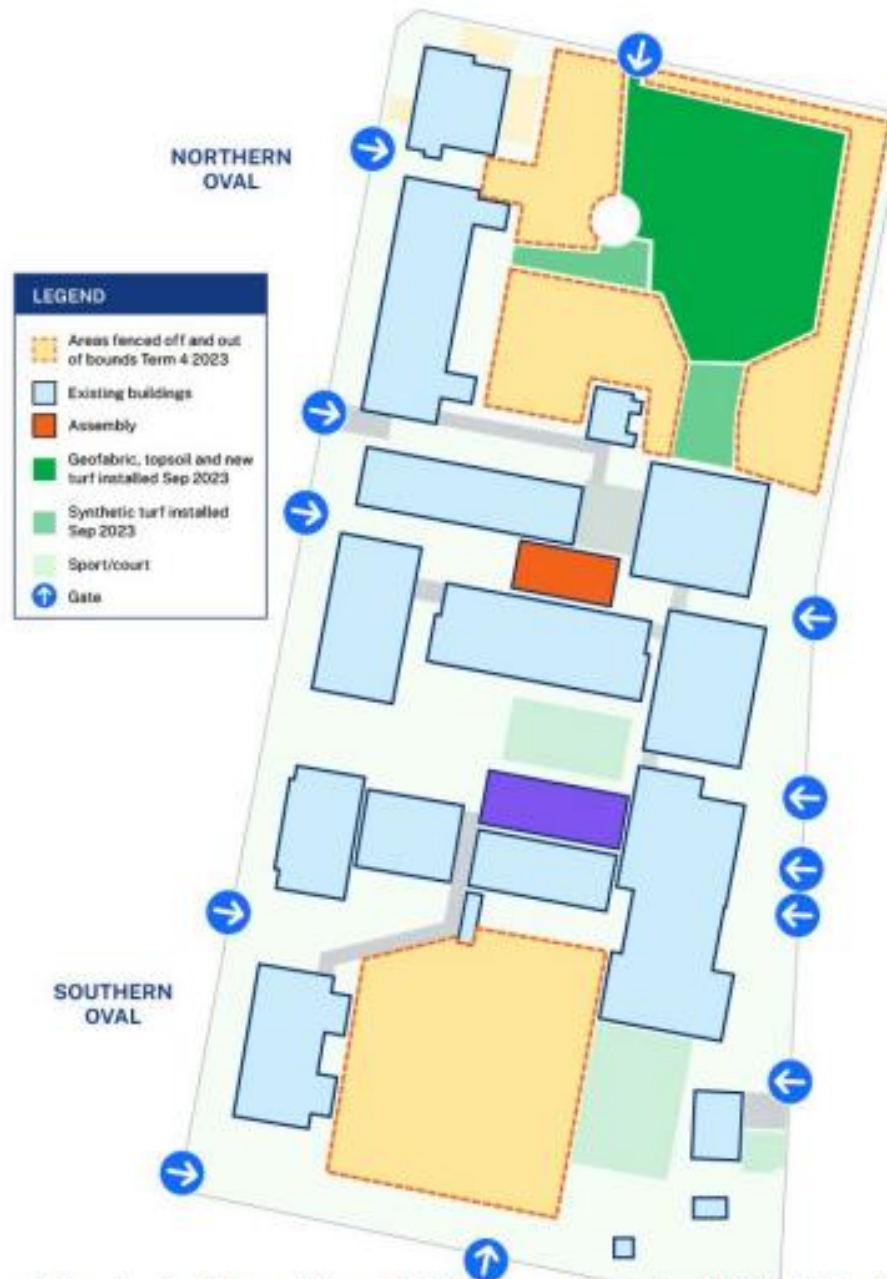 NORTHERN
OVAL
LEGEND
Areas fenced off and out
of bounds Term 4 2023
Existing buildings
Assembly
Geofabric, topsoil and new
turf installed Sep 2023
Synthetic turf installed
Sep 2023
Sport/court
Gate
SOUTHERN
OVAL